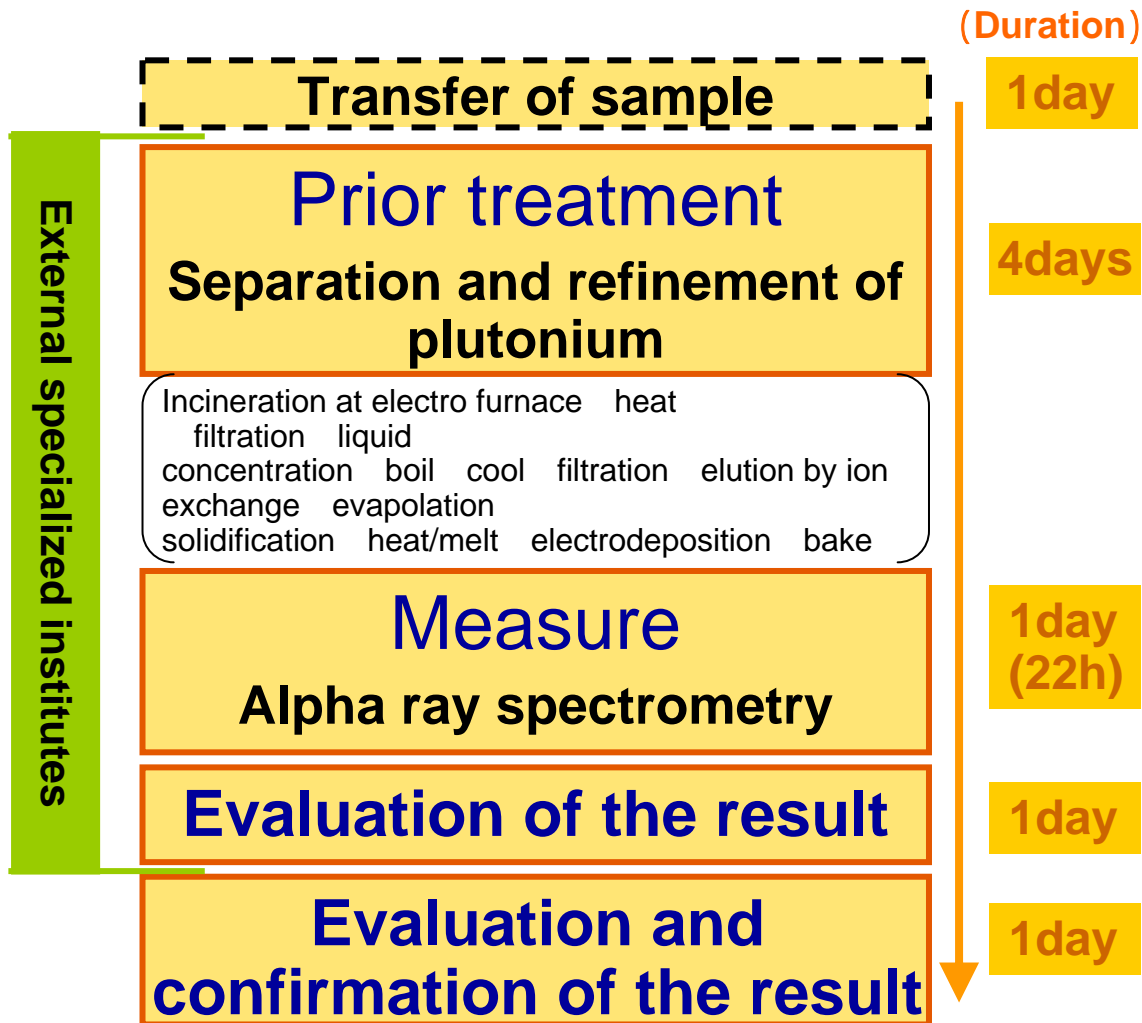 (Duration)
Transfer of sample
1day
External specialized institutes
Prior treatment
Separation and refinement of
plutonium
4days
Incineration at electro furnace heat
filtration liquid
concentration boil cool filtration elution by ion
exchange evapolation
solidification heat/melt electrodeposition bake
Measure
Alpha ray spectrometry
1day
(22h)
Evaluation of the result
1day
Evaluation and
confirmation of the result
1day